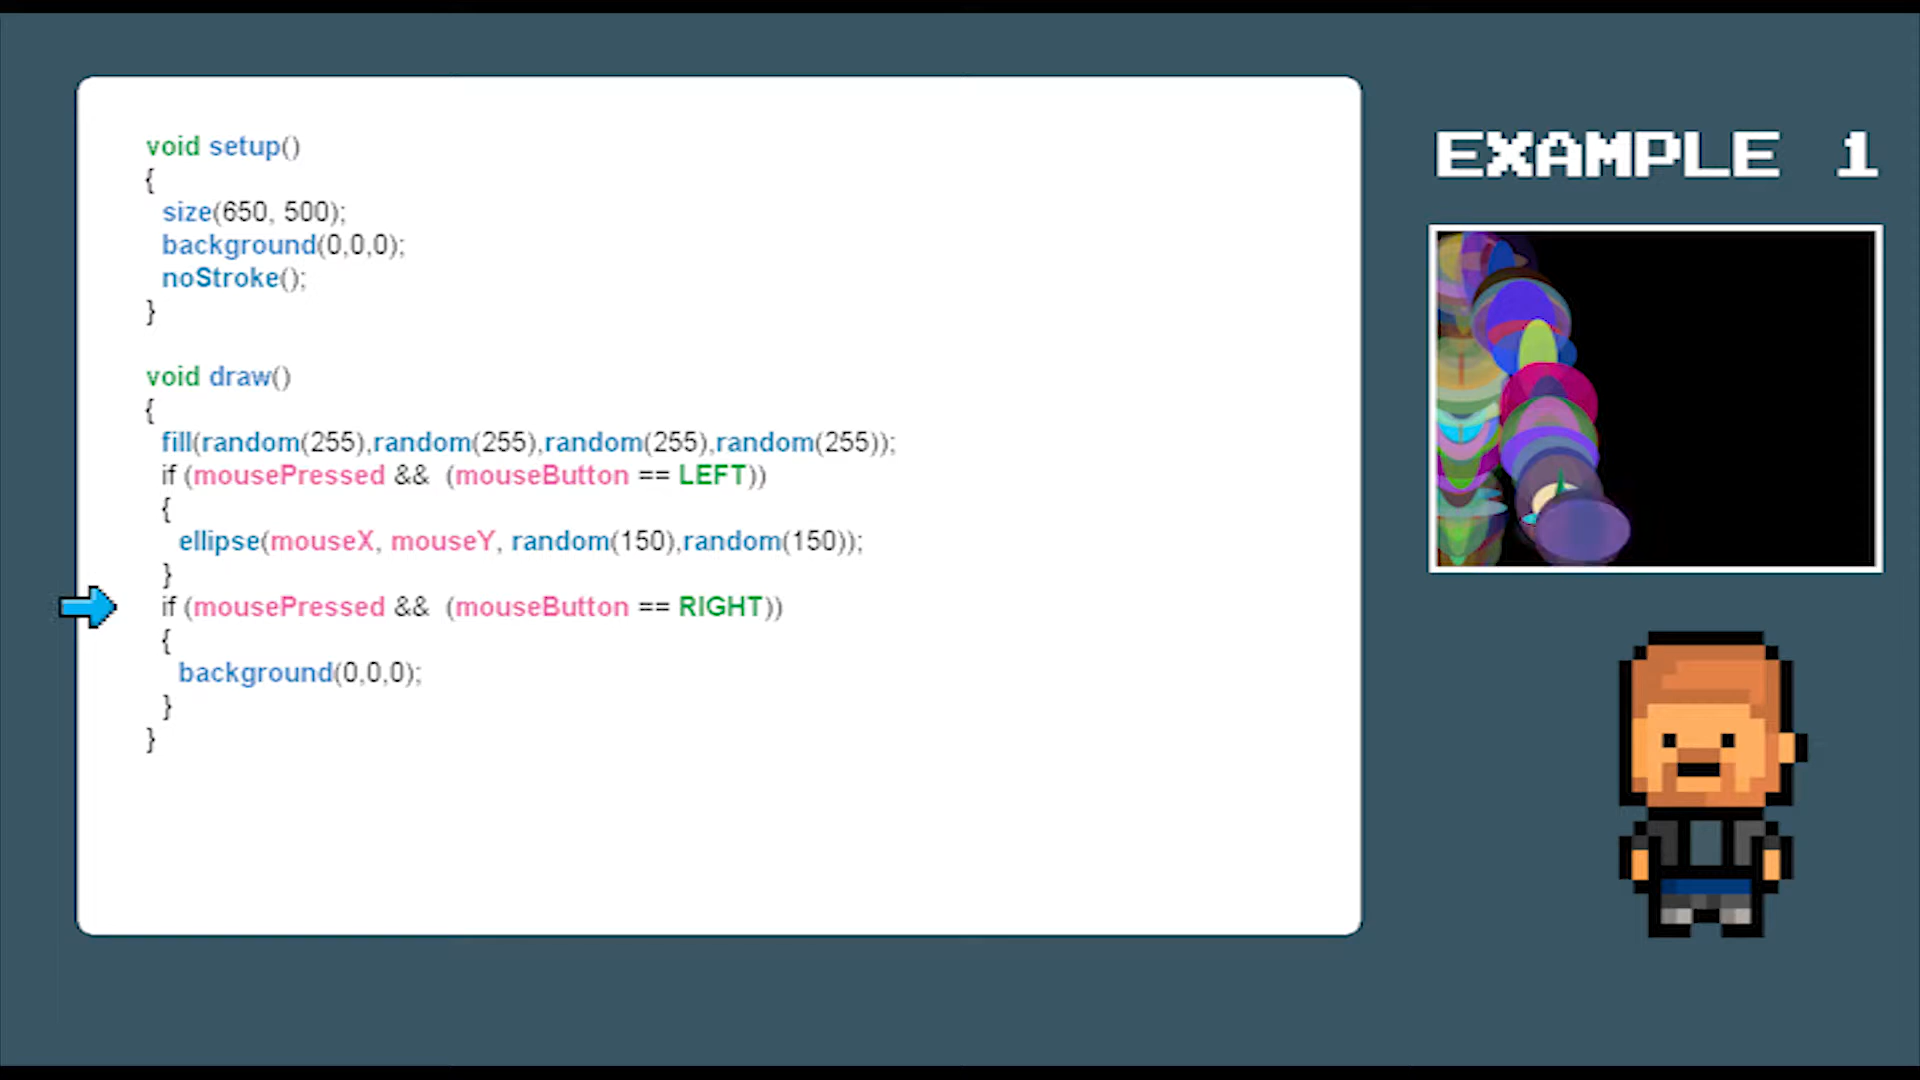 void setup()
{
size(650, 500);
background(0,0,0);
noStroke();
}
void draw()
{
fill(random(255),random(255),random(255),random(255));
if (mousePressed &&  (mouseButton == LEFT))
{
ellipse(mouseX, mouseY, random(150),random(150));
}
if (mousePressed &&  (mouseButton == RIGHT))
{
background(0,0,0);
}
}
EXAMPLE 1